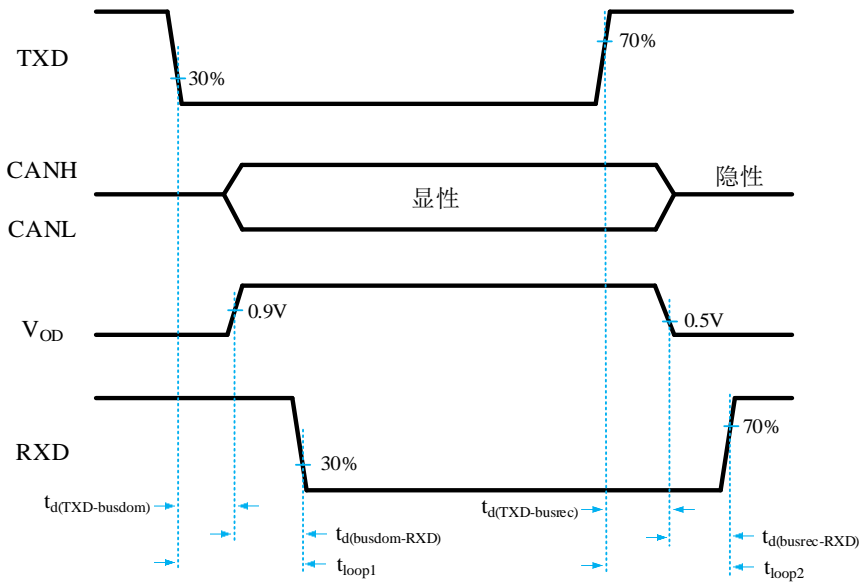 TXD
30%
70%
CANH
显性
隐性
CANL
0.9V
0.5V
VOD
RXD
30%
70%
td(TXD-busdom)
td(TXD-busrec)
td(busdom-RXD)
td(busrec-RXD)
tloop1
tloop2